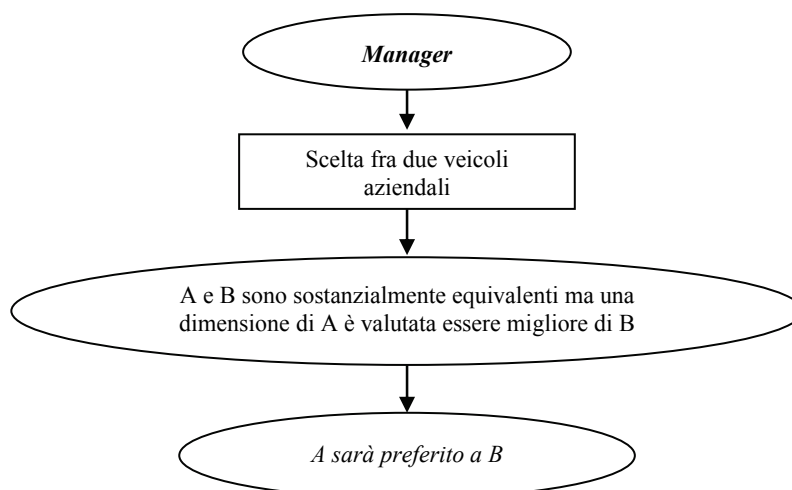 Manager
Scelta fra due veicoli
aziendali
A e B sono sostanzialmente equivalenti ma una
dimensione di A è valutata essere migliore di B
A sarà preferito a B